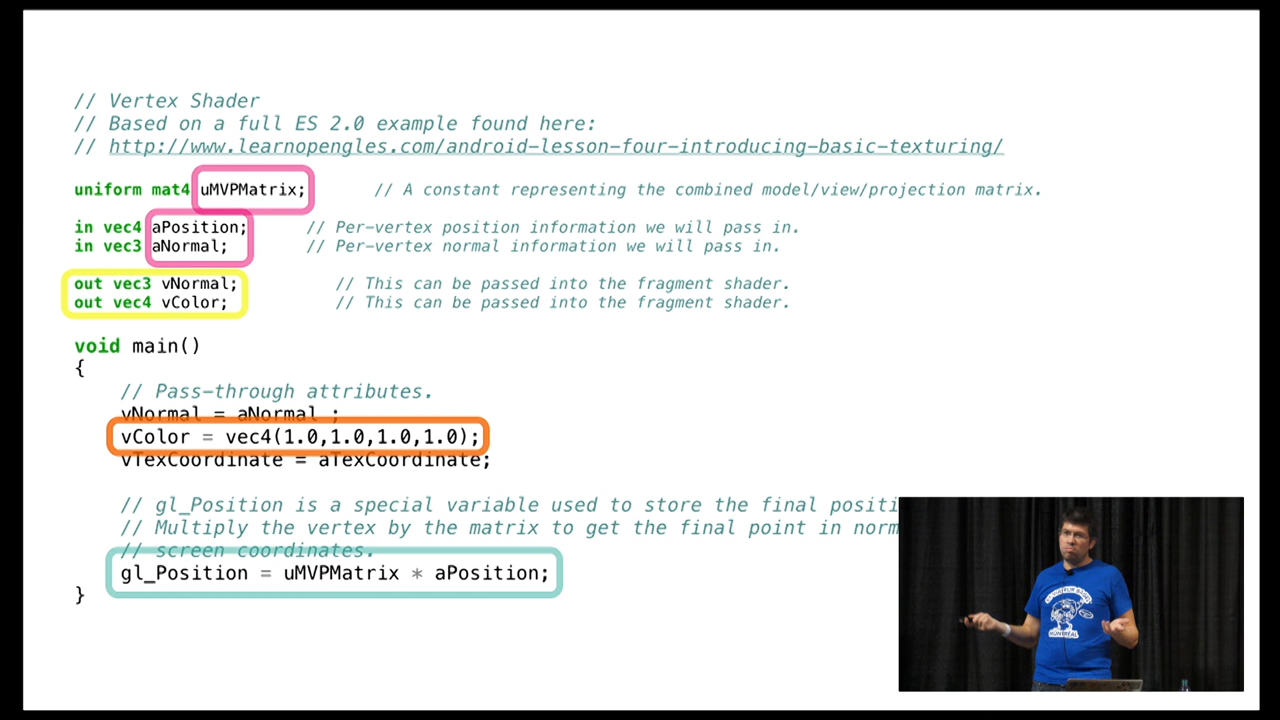 // Vertex Shader
// Based on a full ES 2.0 example found here:
// http://www.learnopengles.com/android-lesson-four-introducing-basic-texturing/
uniform mat4 uMVPMatrix; // A constant representing the combined model/view/projection matrix.
in vec4 aPosition; // Per-vertex position information we will pass in.
in vec3 aNormal; // Per-vertex normal information we will pass in.
out vec3 vNormal; // This can be passed into the fragment shader.
out vec4 vColor; // This can be passed into the fragment shader.
void main()
{
// Pass-through attributes.
vNormal = aNormal ;
vColor = vec4(1.0,1.0,1.0,1.0);
vTexCoordinate = aTexCoordinate;
// gl_Position is a special variable used to store the final positi
// Multiply the vertex by the matrix to get the final point in norm
// screen coordinates.
gl_Position = uMVPMatrix * aPosition;
}
MONTRÉAL